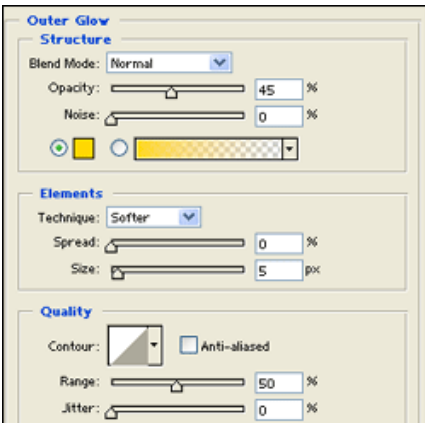 Outer Glow
Structure
Blend Mode: Normal
Opacity: 45 %
Noise: 0 %
Elements
Technique: Softer
Spread: 0 %
Size: 5 px
Quality
Contour: Anti-aliased
Range: 50 %
Jitter: 0 %